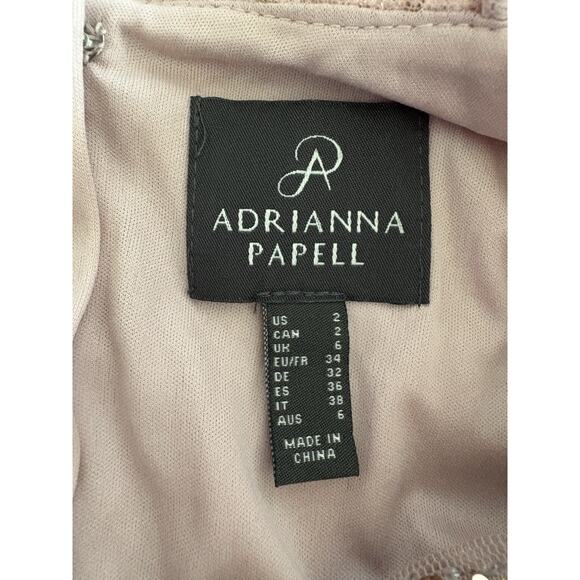 ADRIANNA
PAPELL
US 2
CAN 2
UK 6
EU/FR 34
DE 32
ES 36
IT 38
AUS 6
MADE IN
CHINA